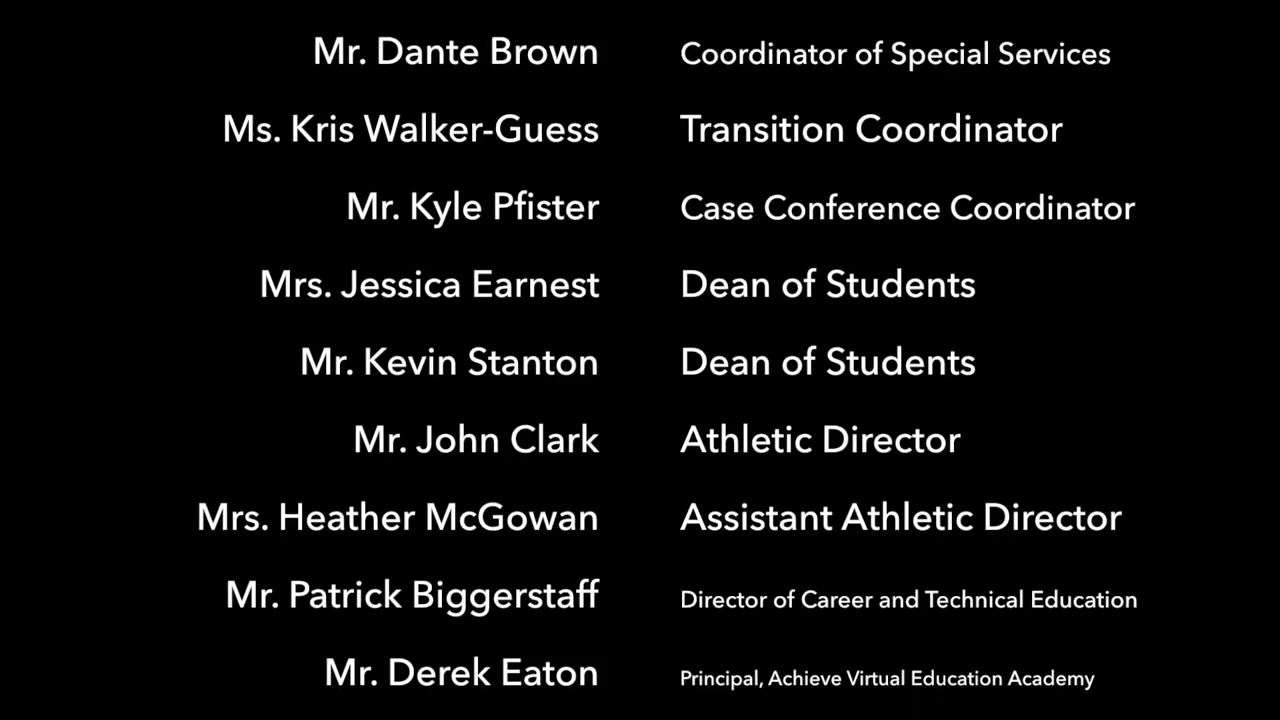 Mr. Dante Brown Coordinator of Special Services
Ms. Kris Walker-Guess Transition Coordinator
Mr. Kyle Pfister Case Conference Coordinator
Mrs. Jessica Earnest Dean of Students
Mr. Kevin Stanton Dean of Students
Mr. John Clark Athletic Director
Mrs. Heather McGowan Assistant Athletic Director
Mr. Patrick Biggerstaff Director of Career and Technical Education
Mr. Derek Eaton Principal, Achieve Virtual Education Academy